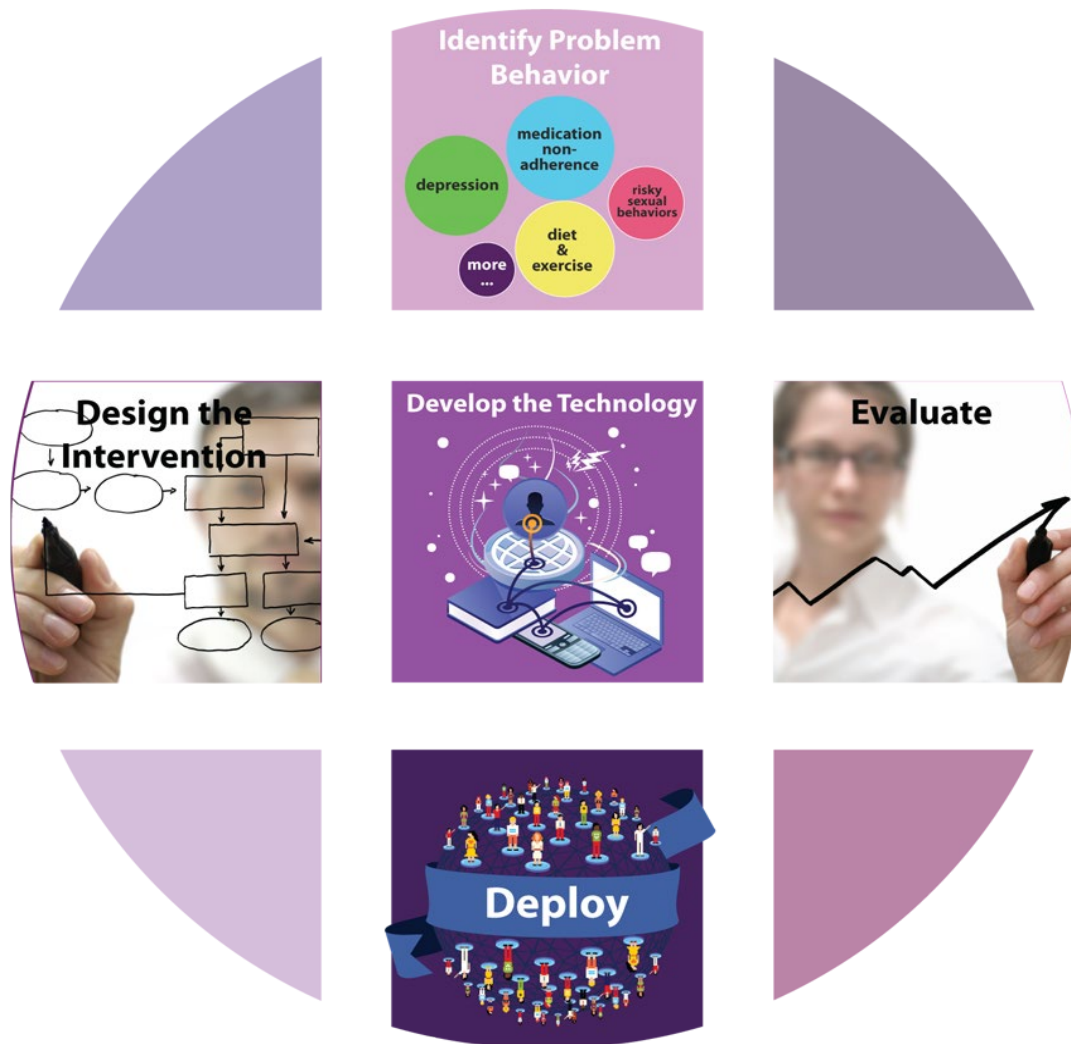 Identify Problem
Behavior
medication
non-
adherence
depression
risky
sexual
behaviors
diet
&
exercise
more
...
Design the
Intervention
Develop the Technology
Evaluate
Deploy